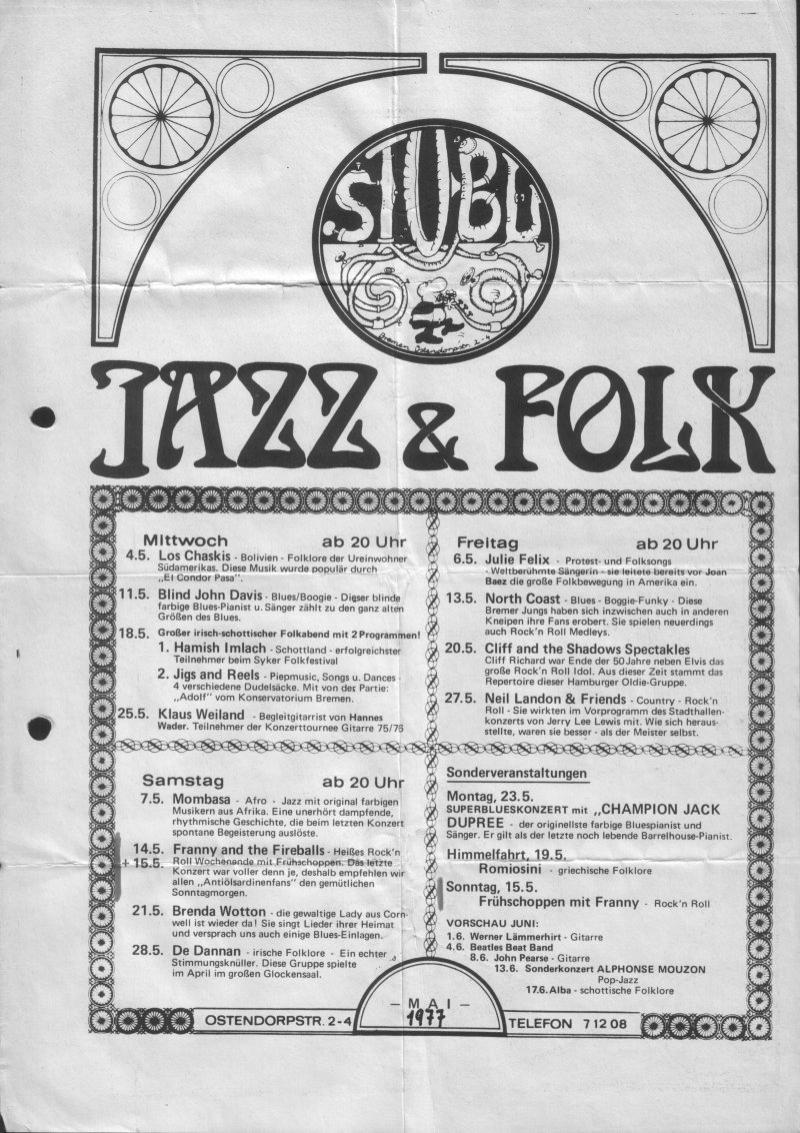 STUBU
Bremen Ostendorpstr. 2-4
JAZZ & FOLK
Mittwoch ab 20 Uhr
4.5. Los Chaskis - Bolivien - Folklore der Ureinwohner
Südamerikas. Diese Musik wurde populär durch
„El Condor Pasa".
11.5. Blind John Davis - Blues/Boogie - Dieser blinde
farbige Blues-Pianist u. Sänger zählt zu den ganz alten
Größen des Blues.
18.5. Großer irisch-schottischer Folkabend mit 2 Programmen!
1. Hamish Imlach - Schottland - erfolgreichster
Teilnehmer beim Syker Folkfestival
2. Jigs and Reels - Piepmusic, Songs u. Dances -
4 verschiedene Dudelsäcke. Mit von der Partie:
„Adolf" vom Konservatorium Bremen.
25.5. Klaus Weiland - Begleitgitarrist von Hannes
Wader. Teilnehmer der Konzerttournee Gitarre 75/76
Freitag ab 20 Uhr
6.5. Julie Felix - Protest- und Folksongs
- Weltberühmte Sängerin - sie leitete bereits vor Joan
Baez die große Folkbewegung in Amerika ein.
13.5. North Coast - Blues - Boggie-Funky - Diese
Bremer Jungs haben sich inzwischen auch in anderen
Kneipen ihre Fans erobert. Sie spielen neuerdings
auch Rock'n Roll Medleys.
20.5. Cliff and the Shadows Spectakles
Cliff Richard war Ende der 50 Jahre neben Elvis das
große Rock'n Roll Idol. Aus dieser Zeit stammt das
Repertoire dieser Hamburger Oldie-Gruppe.
27.5. Neil Landon & Friends - Country - Rock'n
Roll - Sie wirkten im Vorprogramm des Stadthallen-
konzerts von Jerry Lee Lewis mit. Wie sich heraus-
stellte, waren sie besser - als der Meister selbst.
Samstag ab 20 Uhr
7.5. Mombasa - Afro - Jazz mit original farbigen
Musikern aus Afrika. Eine unerhört dampfende,
rhythmische Geschichte, die beim letzten Konzert
spontane Begeisterung auslöste.
14.5. Franny and the Fireballs - Heißes Rock'n
+ 15.5. Roll Wochenende mit Frühschoppen. Das letzte
Konzert war voller denn je, deshalb empfehlen wir
allen „Antiölsardinenfans" den gemütlichen
Sonntagmorgen.
21.5. Brenda Wotton - die gewaltige Lady aus Corn-
well ist wieder da! Sie singt Lieder ihrer Heimat
und versprach uns auch einige Blues-Einlagen.
28.5. De Dannan - irische Folklore - Ein echter
Stimmungsknüller. Diese Gruppe spielte
im April im großen Glockensaal.
Sonderveranstaltungen
Montag, 23.5.
SUPERBLUESKONZERT mit „CHAMPION JACK
DUPREE - der originellste farbige Bluespianist und
Sänger. Er gilt als der letzte noch lebende Barrelhouse-Pianist.
Himmelfahrt, 19.5.
Romiosini - griechische Folklore
Sonntag, 15.5.
Frühschoppen mit Franny - Rock'n Roll
VORSCHAU JUNI:
1.6. Werner Lämmerhirt - Gitarre
4.6. Beatles Beat Band
8.6. John Pearse - Gitarre
13.6. Sonderkonzert ALPHONSE MOUZON
Pop-Jazz
17.6. Alba - schottische Folklore
- MAI -
1977
OSTENDORPSTR. 2-4
TELEFON 7 12 08